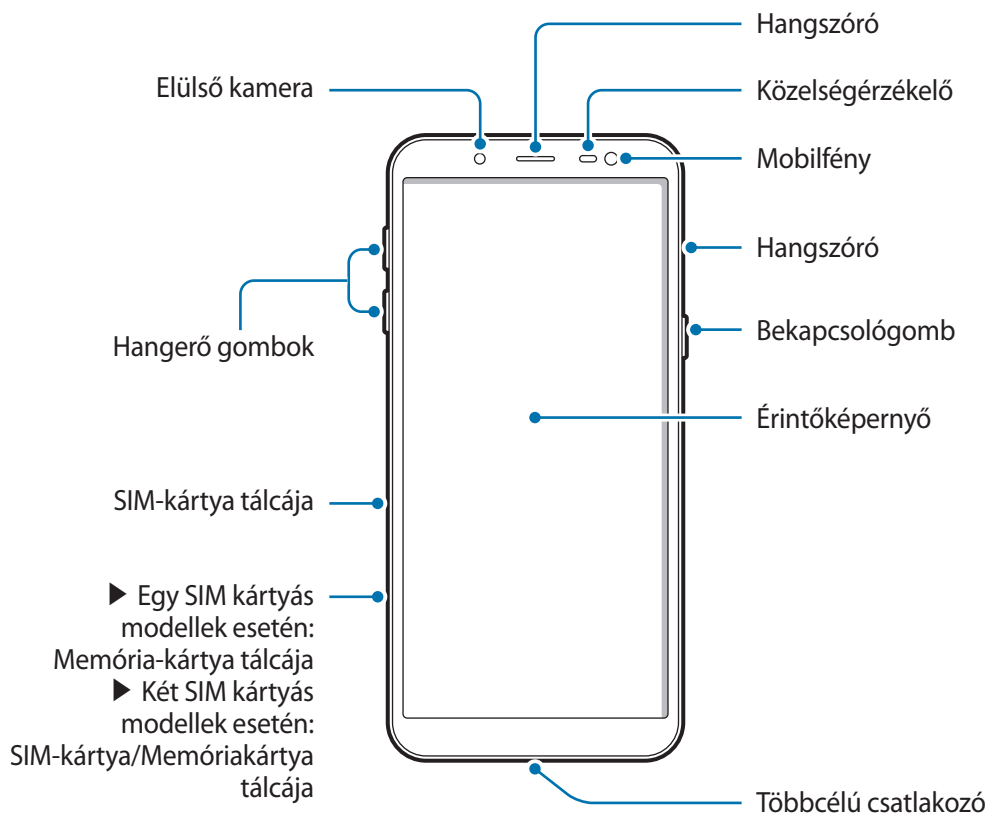 Hangszóró
Elülső kamera
Közelségérzékelő
Mobilfény
Hangszóró
Hangerő gombok
Bekapcsológomb
Érintőképernyő
SIM-kártya tálcája
▶ Egy SIM kártyás
modellek esetén:
Memória-kártya tálcája
▶ Két SIM kártyás
modellek esetén:
SIM-kártya/Memóriakártya
tálcája
Többcélú csatlakozó